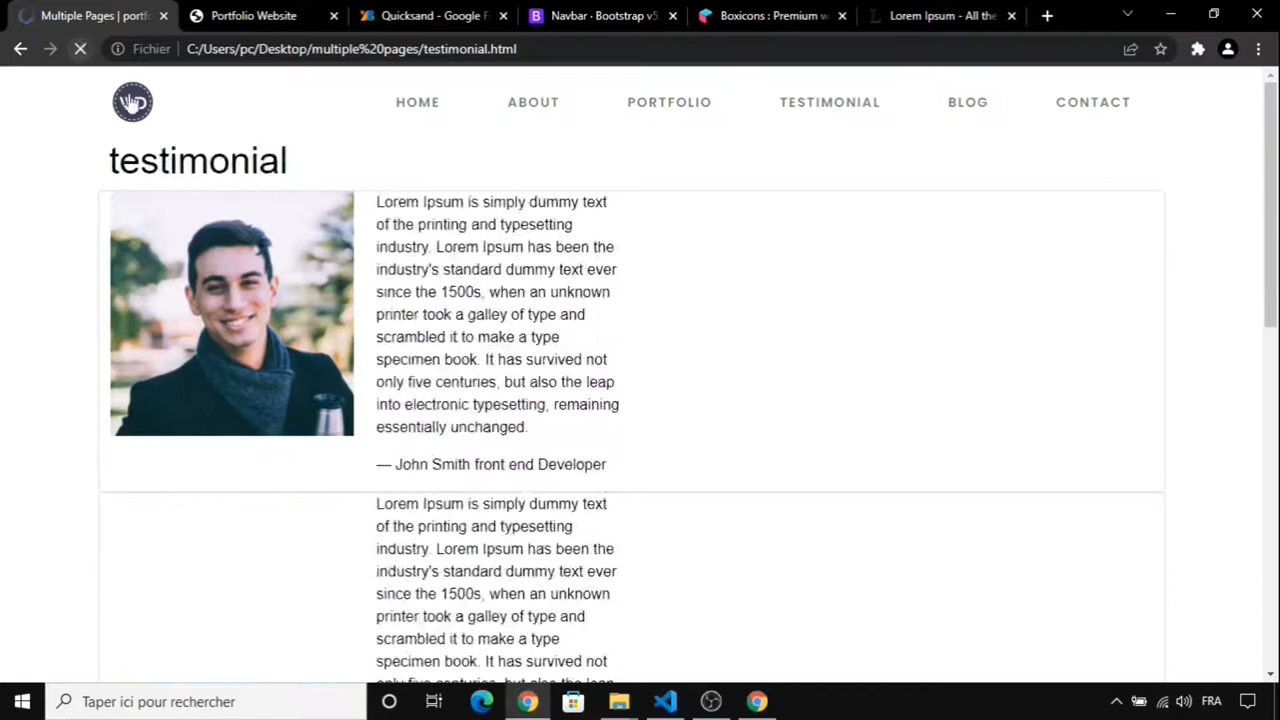 Multiple Pages | portf
Portfolio Website
Quicksand - Google F
Navbar · Bootstrap v5
Boxicons : Premium w
Lorem Ipsum - All the
Fichier
C:/Users/pc/Desktop/multiple%20pages/testimonial.html
HOME
ABOUT
PORTFOLIO
TESTIMONIAL
BLOG
CONTACT
testimonial
Lorem Ipsum is simply dummy text
of the printing and typesetting
industry. Lorem Ipsum has been the
industry's standard dummy text ever
since the 1500s, when an unknown
printer took a galley of type and
scrambled it to make a type
specimen book. It has survived not
only five centuries, but also the leap
into electronic typesetting, remaining
essentially unchanged.
— John Smith front end Developer
Lorem Ipsum is simply dummy text
of the printing and typesetting
industry. Lorem Ipsum has been the
industry's standard dummy text ever
since the 1500s, when an unknown
printer took a galley of type and
scrambled it to make a type
specimen book. It has survived not
only five centuries, but also the leap
Taper ici pour rechercher
FRA